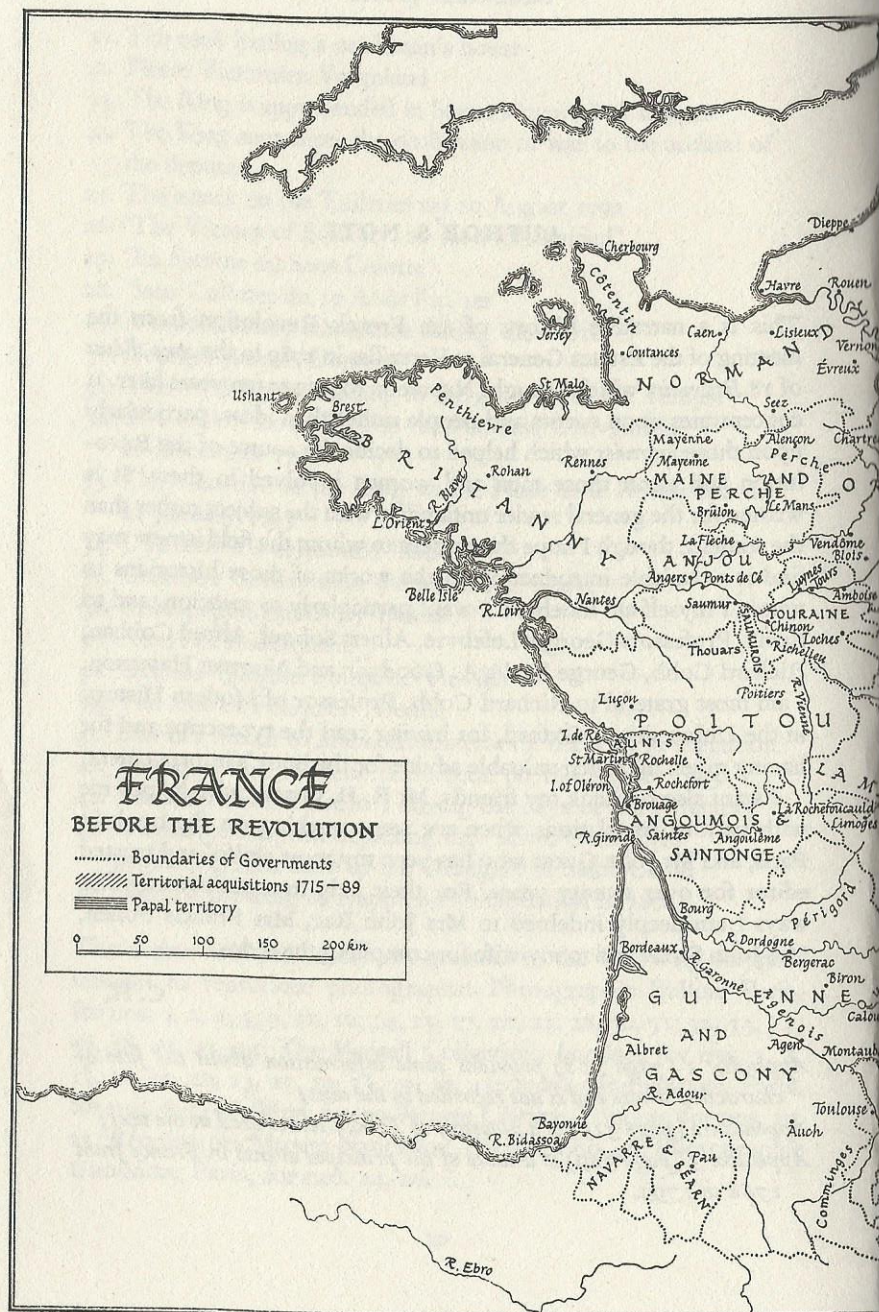 Dieppe
Cherbourg
Havre
Rouen
Côtentin
Jersey
Caen
Lisieux
Vernon
Coutances
NORMAND
Évreux
Ushant
Brest
Penthièvre
St Malo
Seez
Mayenne
Alençon
Chartre
Mayenne
Perche
BRITTANY
Rohan
Rennes
MAINE AND
PERCHE
O
R. Blavet
Brûlon
Le Mans
L'Orient
La Flèche
Vendôme
ANJOU
Blois
Belle Isle
Angers
Ponts de Cé
Luynes
Tours
Amboise
R. Loire
Nantes
Saumur
TOURAINE
Chinon
SAUMUROIS
Loches
Thouars
Richelieu
Luçon
Poitiers
R. Vienne
POITOU
I. de Ré
AUNIS
St Martin
Rochelle
LAM
I. of Oléron
Rochefort
Brouage
La Rochefoucauld
ANGOUMOIS &
Limoges
R. Gironde
Saintes
Angoulême
SAINTONGE
FRANCE
BEFORE THE REVOLUTION
Boundaries of Governments
Territorial acquisitions 1715–89
Papal territory
0 50 100 150 200 km
Bourg
Périgord
R. Dordogne
Bordeaux
Bergerac
R. Garonne
Biron
GUIENNE
Agenois
AND
Albret
Agen
Montaub
GASCONY
R. Adour
Toulouse
Bayonne
Auch
R. Bidassoa
NAVARRE & BÉARN
Pau
Comminges
R. Ebro